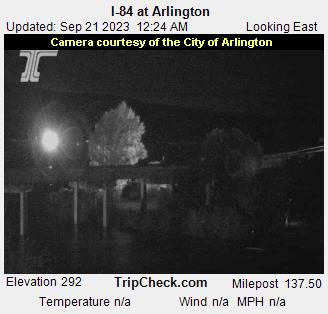 I-84 at Arlington
Updated: Sep 21 2023 12:24 AM Looking East
Camera courtesy of the City of Arlington
Elevation 292 TripCheck.com Milepost 137.50
Temperature n/a Wind n/a MPH n/a